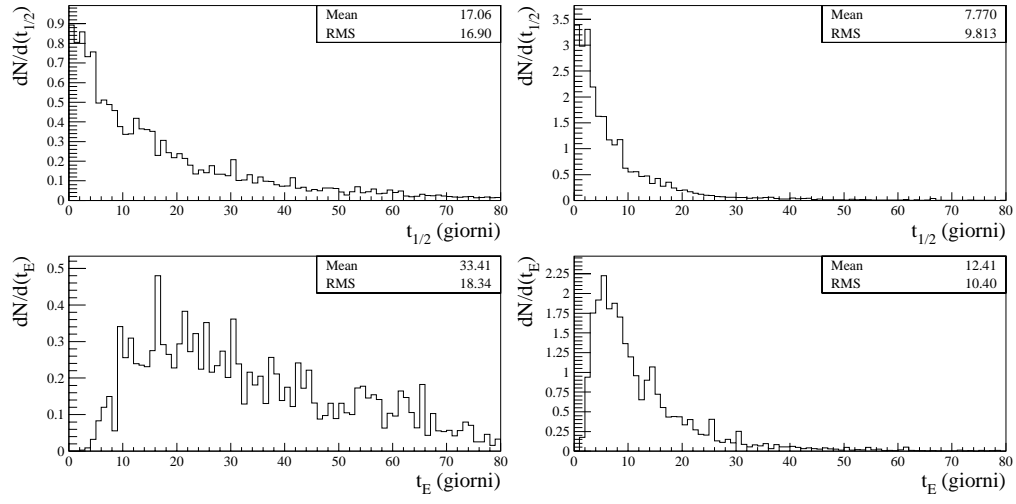 dN/d(t1/2)
Mean 17.06
RMS 16.90
0.9
0.8
0.7
0.6
0.5
0.4
0.3
0.2
0.1
0
0 10 20 30 40 50 60 70 80
t1/2 (giorni)
dN/d(t1/2)
Mean 7.770
RMS 9.813
3.5
3
2.5
2
1.5
1
0.5
0
0 10 20 30 40 50 60 70 80
t1/2 (giorni)
dN/d(tE)
Mean 33.41
RMS 18.34
0.5
0.4
0.3
0.2
0.1
0
0 10 20 30 40 50 60 70 80
tE (giorni)
dN/d(tE)
Mean 12.41
RMS 10.40
2.25
2
1.75
1.5
1.25
1
0.75
0.5
0.25
0
0 10 20 30 40 50 60 70 80
tE (giorni)